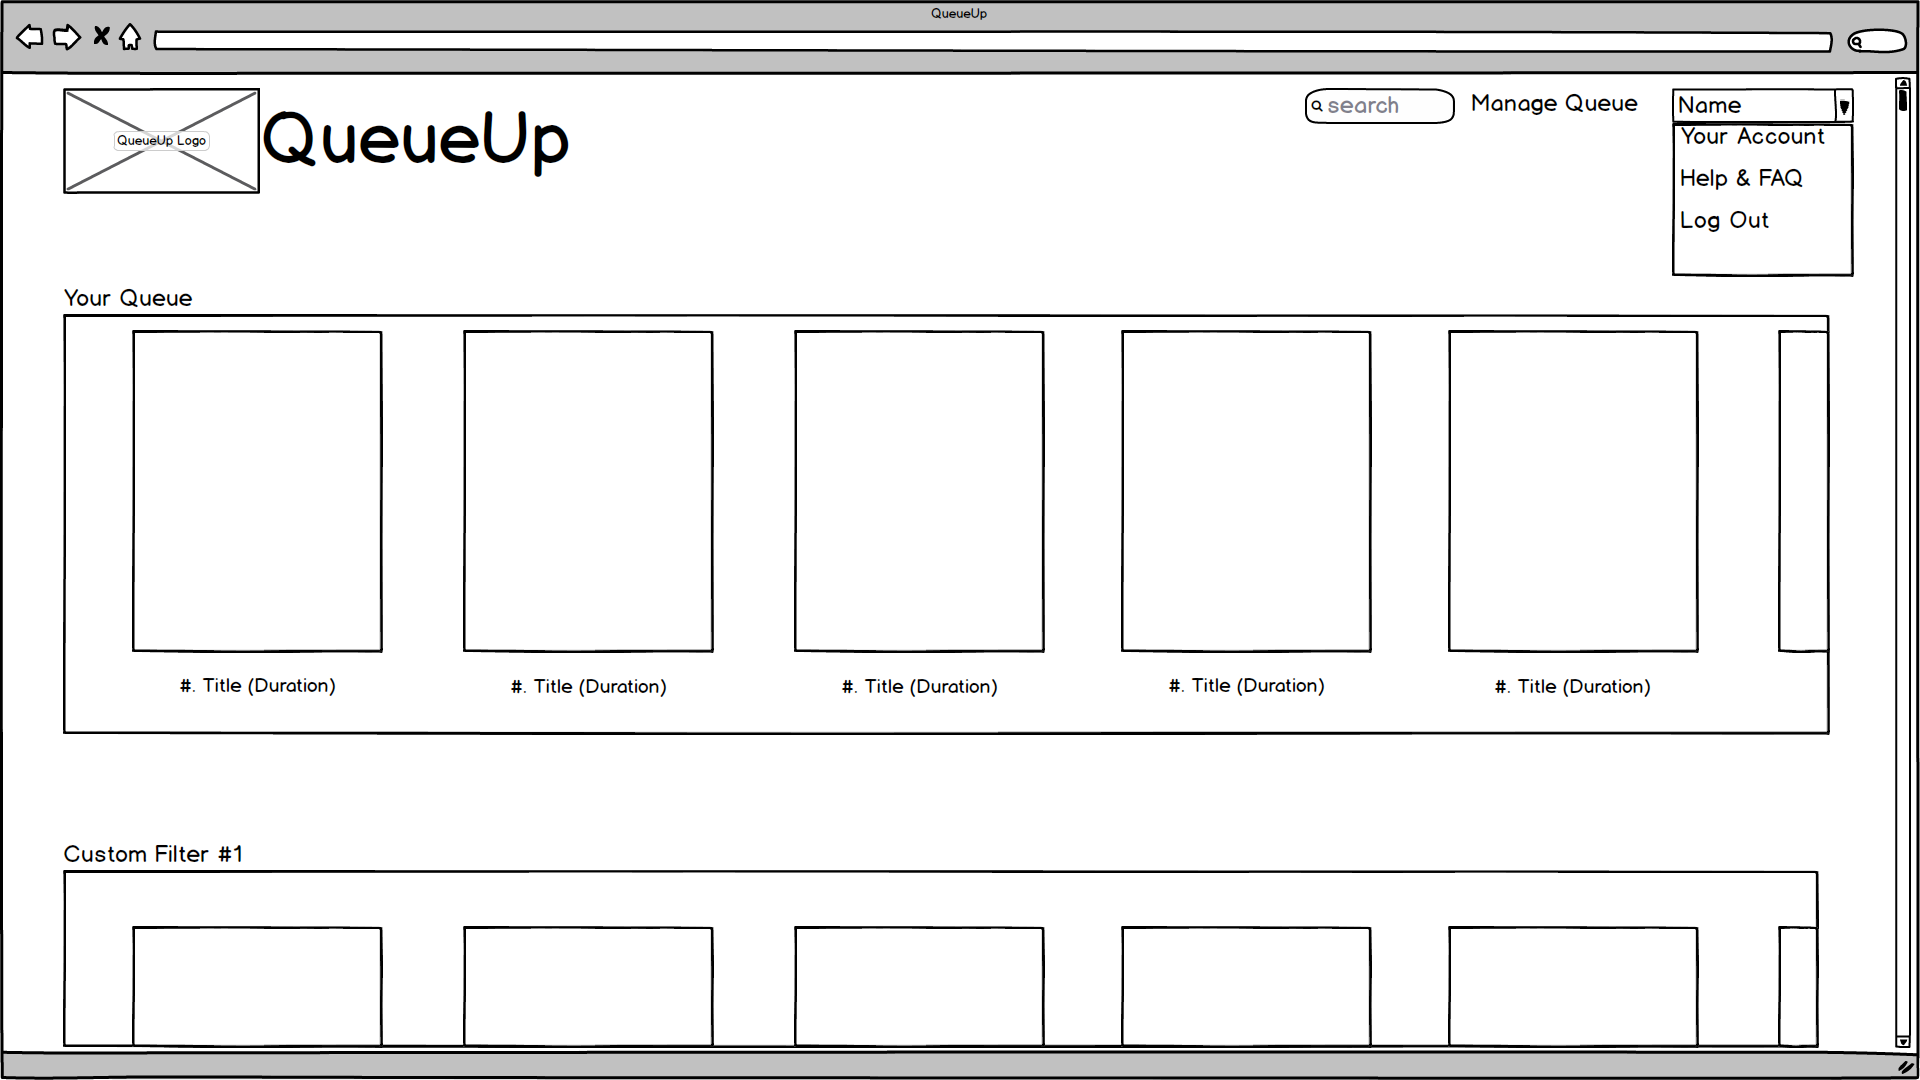 QueueUp
QueueUp Logo
QueueUp
search
Manage Queue
Name
Your Account
Help & FAQ
Log Out
Your Queue
#. Title (Duration)
#. Title (Duration)
#. Title (Duration)
#. Title (Duration)
#. Title (Duration)
Custom Filter #1